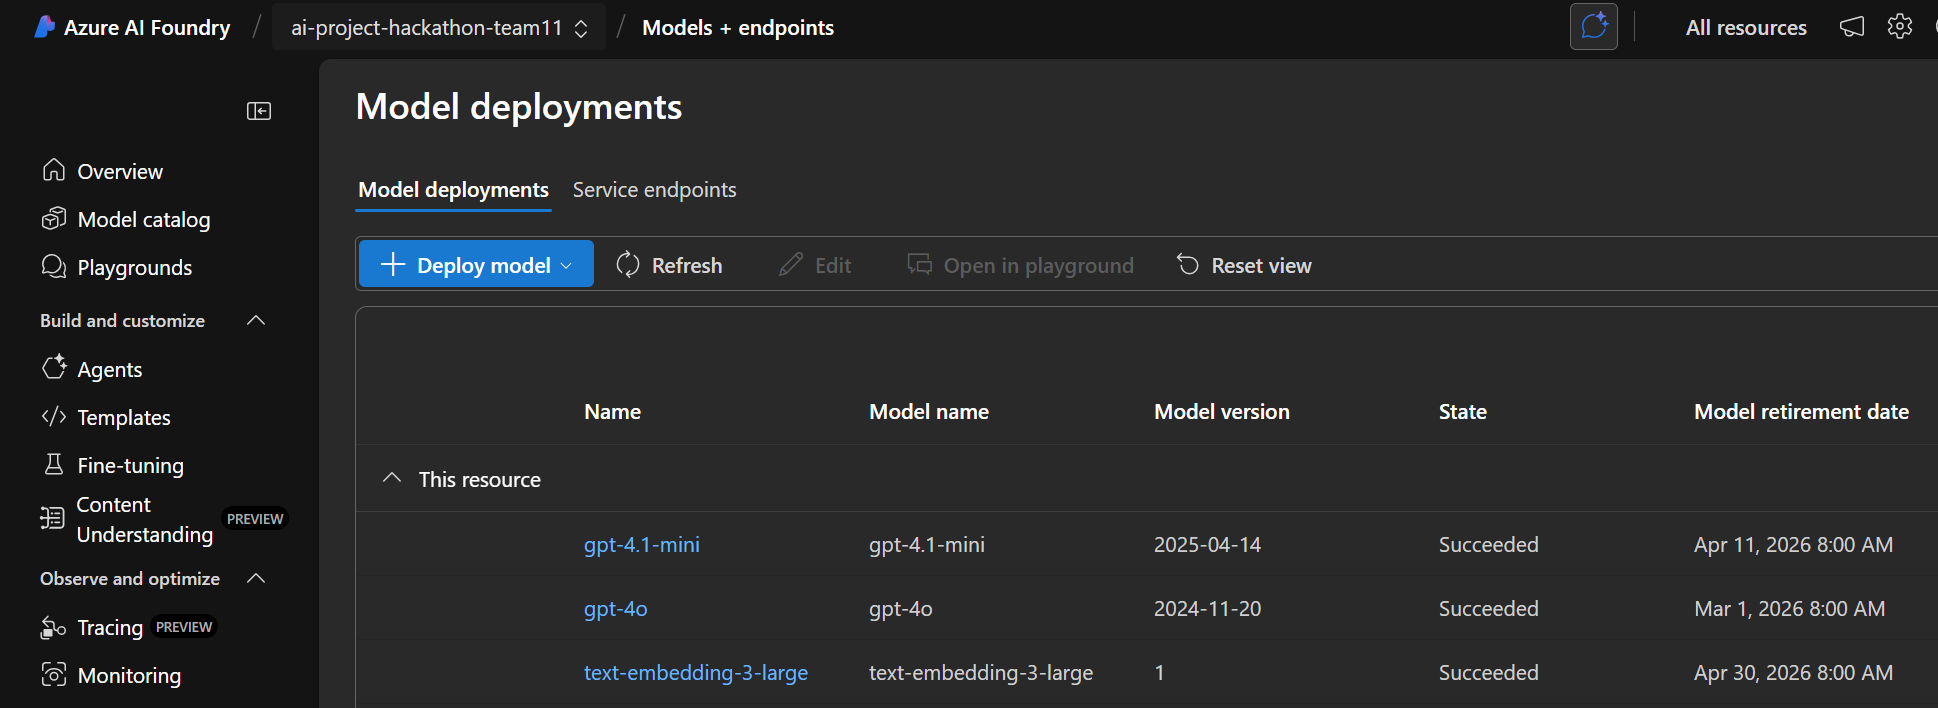 Azure AI Foundry / ai-project-hackathon-team11 / Models + endpoints All resources
Model deployments
Overview
Model catalog
Playgrounds
Build and customize
Agents
Templates
Fine-tuning
Content
Understanding PREVIEW
Observe and optimize
Tracing PREVIEW
Monitoring
Model deployments Service endpoints
Deploy model Refresh Edit Open in playground Reset view
Name Model name Model version State Model retirement date
This resource
gpt-4.1-mini gpt-4.1-mini 2025-04-14 Succeeded Apr 11, 2026 8:00 AM
gpt-4o gpt-4o 2024-11-20 Succeeded Mar 1, 2026 8:00 AM
text-embedding-3-large text-embedding-3-large 1 Succeeded Apr 30, 2026 8:00 AM